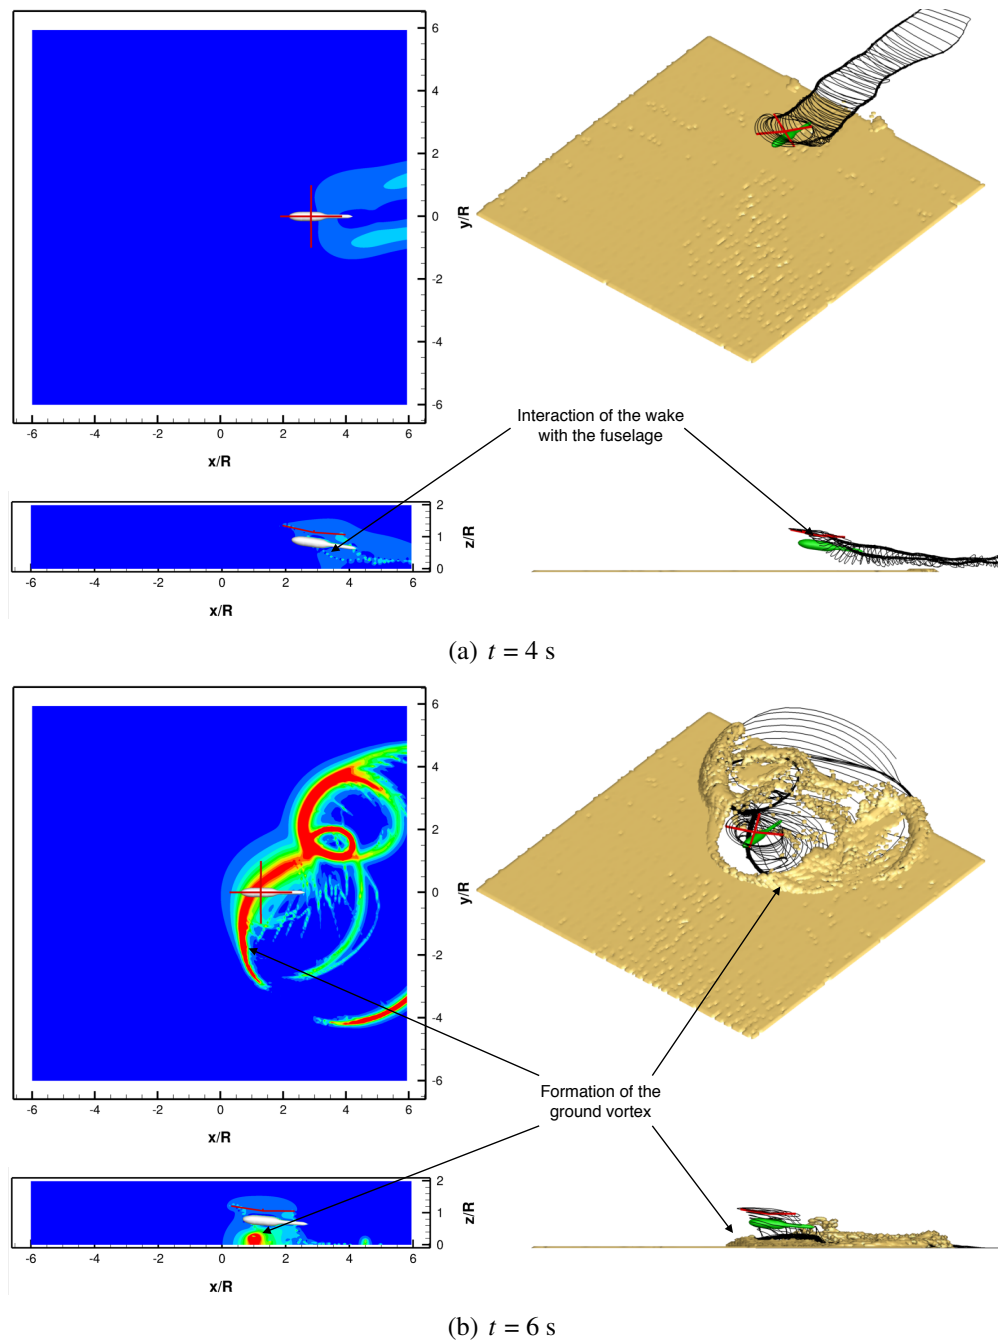 6
4
2
0
-2
-4
-6
y/R
-6 -4 -2 0 2 4 6
x/R
Interaction of the wake
with the fuselage
2
1
0
z/R
-6 -4 -2 0 2 4 6
x/R
(a) t = 4 s
6
4
2
0
-2
-4
-6
y/R
-6 -4 -2 0 2 4 6
x/R
Formation of the
ground vortex
2
1
0
z/R
-6 -4 -2 0 2 4 6
x/R
(b) t = 6 s